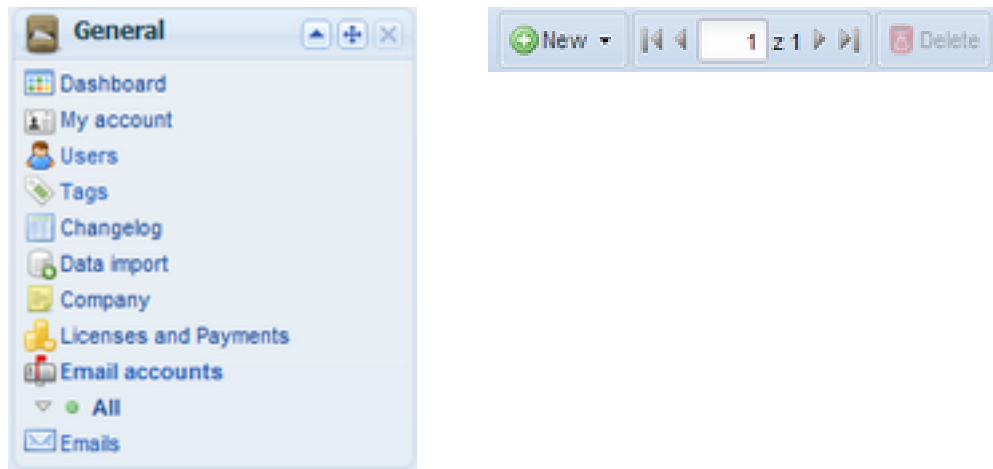 General
Dashboard
My account
Users
Tags
Changelog
Data import
Company
Licenses and Payments
Email accounts
All
Emails
New 1 z 1 Delete